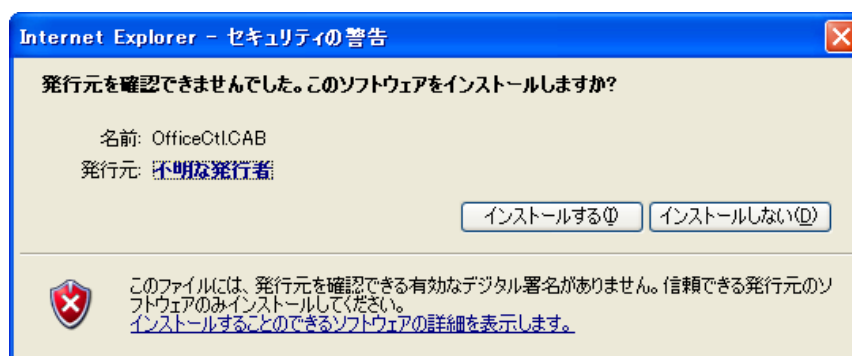 Internet Explorer - セキュリティの警告
発行元を確認できませんでした。このソフトウェアをインストールしますか?
名前: OfficeCtl.CAB
発行元: 不明な発行者
インストールする(I) インストールしない(D)
このファイルには、発行元を確認できる有効なデジタル署名がありません。信頼できる発行元のソ
フトウェアのみインストールしてください。
インストールすることのできるソフトウェアの詳細を表示します。